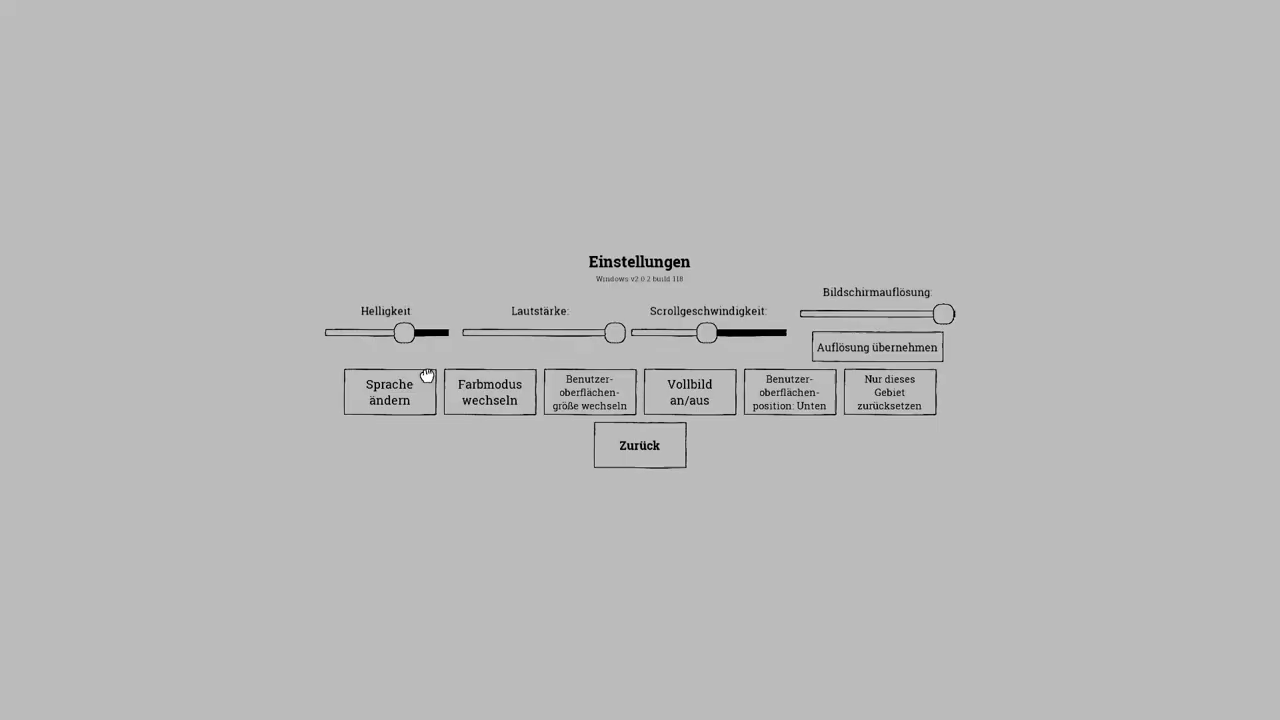 Einstellungen
Windows v2.0.2 build 118
Helligkeit
Lautstärke:
Scrollgeschwindigkeit:
Bildschirmauflösung:
Auflösung übernehmen
Sprache
ändern
Farbmodus
wechseln
Benutzer-
oberflächen-
größe wechseln
Vollbild
an/aus
Benutzer-
oberflächen-
position: Unten
Nur dieses
Gebiet
zurücksetzen
Zurück